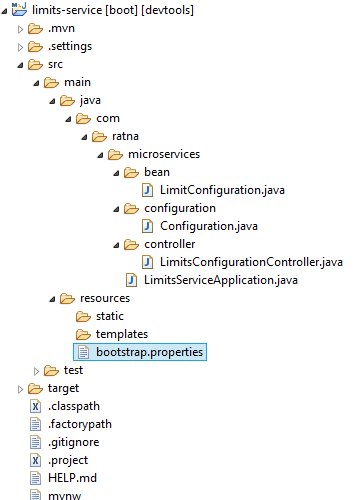 limits-service [boot] [devtools]
.mvn
.settings
src
main
java
com
ratna
microservices
bean
LimitConfiguration.java
configuration
Configuration.java
controller
LimitsConfigurationController.java
LimitsServiceApplication.java
resources
static
templates
bootstrap.properties
test
target
.classpath
.factorypath
.gitignore
.project
HELP.md
mvnw